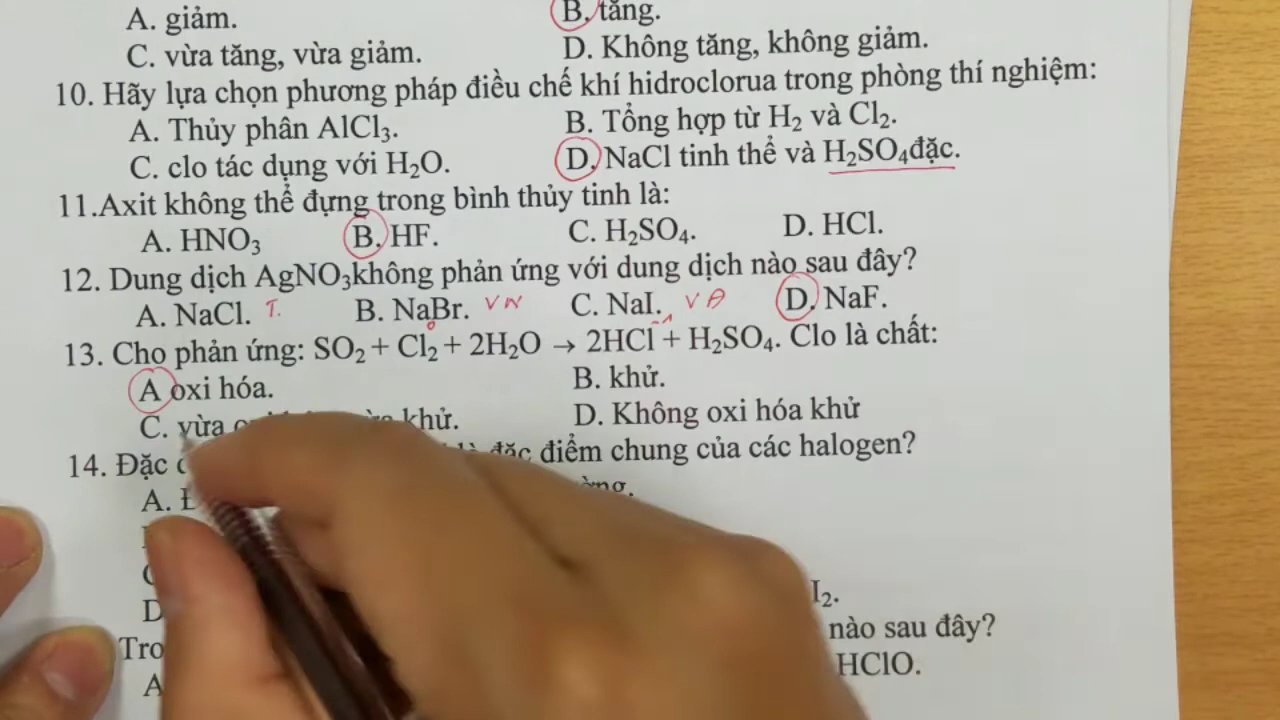 A. giảm. B. tăng.
C. vừa tăng, vừa giảm. D. Không tăng, không giảm.
10. Hãy lựa chọn phương pháp điều chế khí hidroclorua trong phòng thí nghiệm:
A. Thủy phân AlCl₃. B. Tổng hợp từ H₂ và Cl₂.
C. clo tác dụng với H₂O. D. NaCl tinh thể và H₂SO₄đặc.
11.Axit không thể đựng trong bình thủy tinh là:
A. HNO₃ B. HF. C. H₂SO₄. D. HCl.
12. Dung dịch AgNO₃không phản ứng với dung dịch nào sau đây?
A. NaCl. T. B. NaBr. VN C. NaI. VĐ D. NaF.
0 -1
13. Cho phản ứng: SO₂ + Cl₂ + 2H₂O → 2HCl + H₂SO₄. Clo là chất:
A oxi hóa. B. khử.
C. vừa khử. D. Không oxi hóa khử
14. Đặc điểm chung của các halogen?
A.
I₂.
nào sau đây?
A HClO.